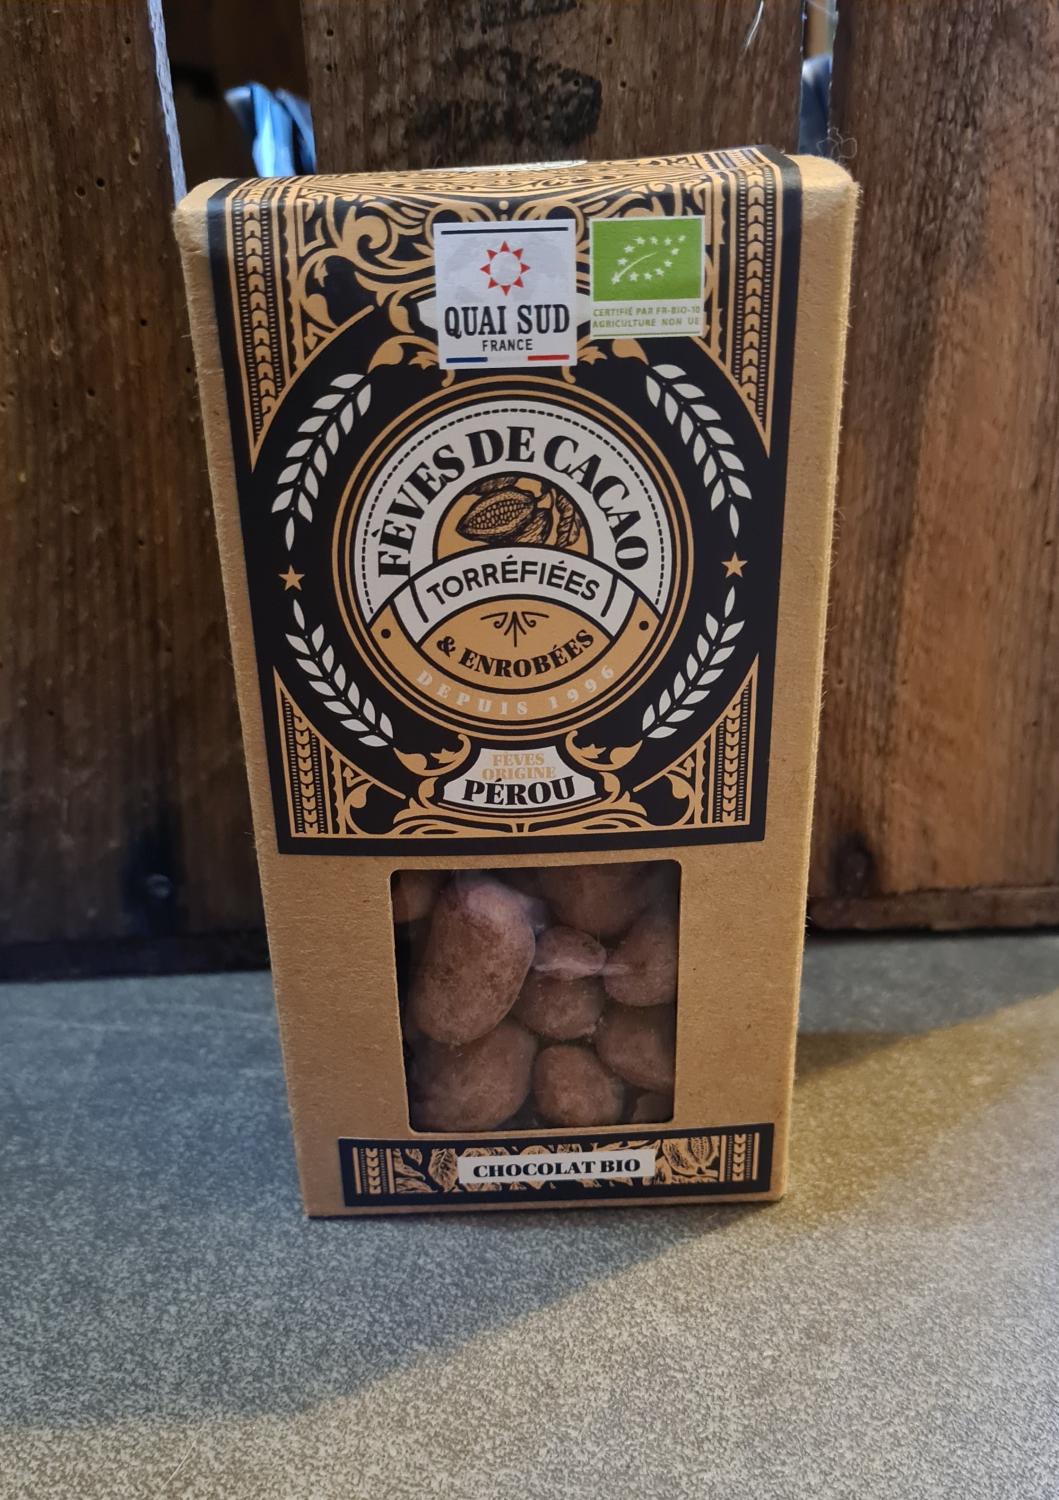 QUAI SUD
FRANCE
CERTIFIÉ PAR FR-BIO-10
AGRICULTURE NON UE
FÈVES DE CACAO
TORRÉFIÉES
& ENROBÉES
DEPUIS 1996
FÈVES
ORIGINE
PÉROU
CHOCOLAT BIO